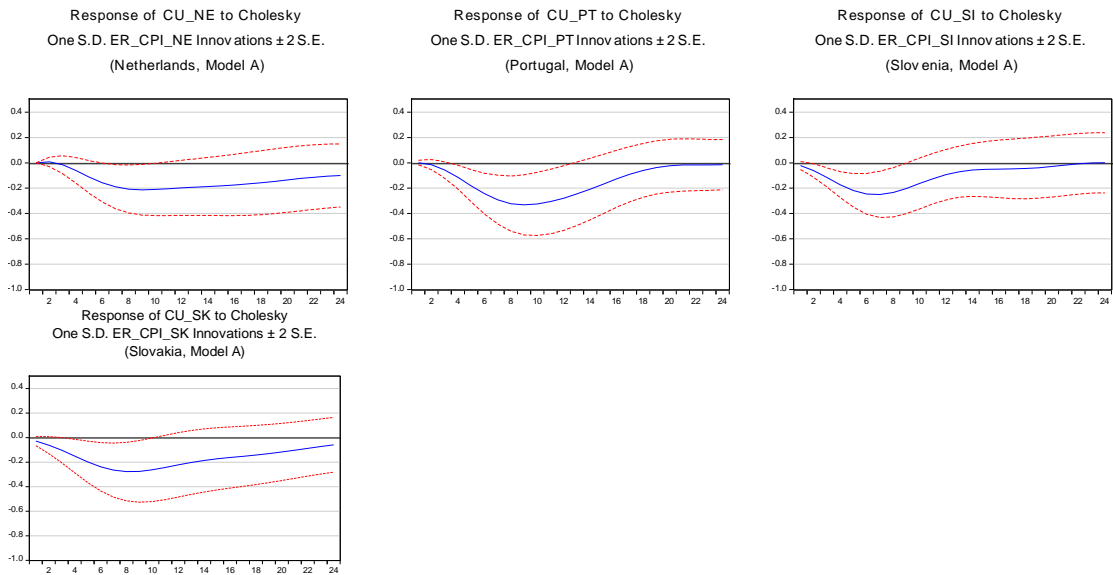 Response of CU_NE to Cholesky
One S.D. ER_CPI_NE Innovations ± 2 S.E.
(Netherlands, Model A)
0.4
0.2
0.0
-0.2
-0.4
-0.6
-0.8
-1.0
2 4 6 8 10 12 14 16 18 20 22 24
Response of CU_PT to Cholesky
One S.D. ER_CPI_PT Innovations ± 2 S.E.
(Portugal, Model A)
0.4
0.2
0.0
-0.2
-0.4
-0.6
-0.8
-1.0
2 4 6 8 10 12 14 16 18 20 22 24
Response of CU_SI to Cholesky
One S.D. ER_CPI_SI Innovations ± 2 S.E.
(Slovenia, Model A)
0.4
0.2
0.0
-0.2
-0.4
-0.6
-0.8
-1.0
2 4 6 8 10 12 14 16 18 20 22 24
Response of CU_SK to Cholesky
One S.D. ER_CPI_SK Innovations ± 2 S.E.
(Slovakia, Model A)
0.4
0.2
0.0
-0.2
-0.4
-0.6
-0.8
-1.0
2 4 6 8 10 12 14 16 18 20 22 24